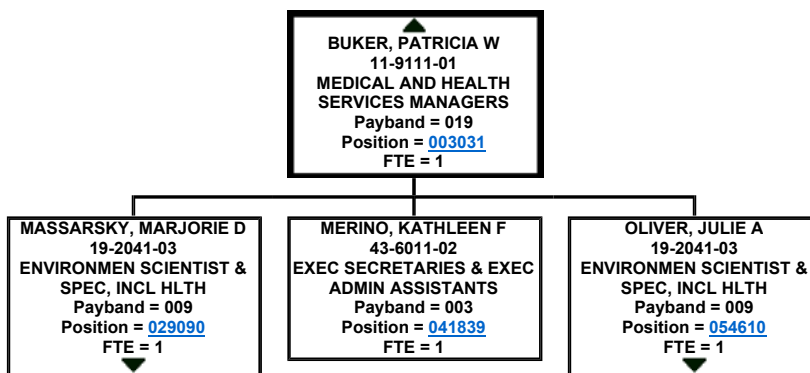 BUKER, PATRICIA W
11-9111-01
MEDICAL AND HEALTH
SERVICES MANAGERS
Payband = 019
Position = 003031
FTE = 1
MASSARSKY, MARJORIE D
19-2041-03
ENVIRONMEN SCIENTIST &
SPEC, INCL HLTH
Payband = 009
Position = 029090
FTE = 1
MERINO, KATHLEEN F
43-6011-02
EXEC SECRETARIES & EXEC
ADMIN ASSISTANTS
Payband = 003
Position = 041839
FTE = 1
OLIVER, JULIE A
19-2041-03
ENVIRONMEN SCIENTIST &
SPEC, INCL HLTH
Payband = 009
Position = 054610
FTE = 1